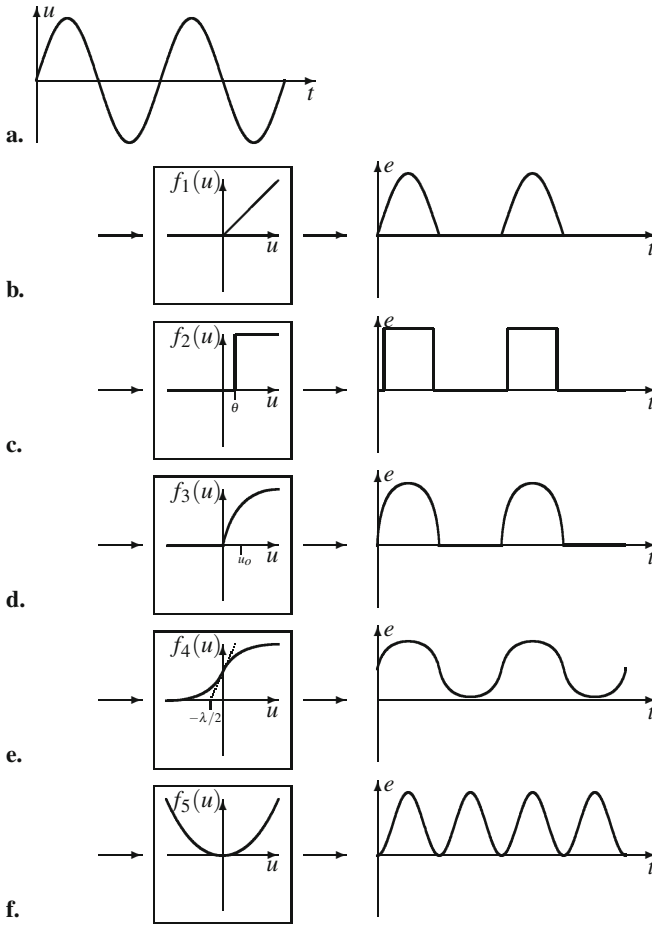 u
t
a.
f₁(u)
u
e
t
b.
f₂(u)
θ
u
e
t
c.
f₃(u)
u₀
u
e
t
d.
f₄(u)
−λ/2
u
e
t
e.
f₅(u)
u
e
t
f.